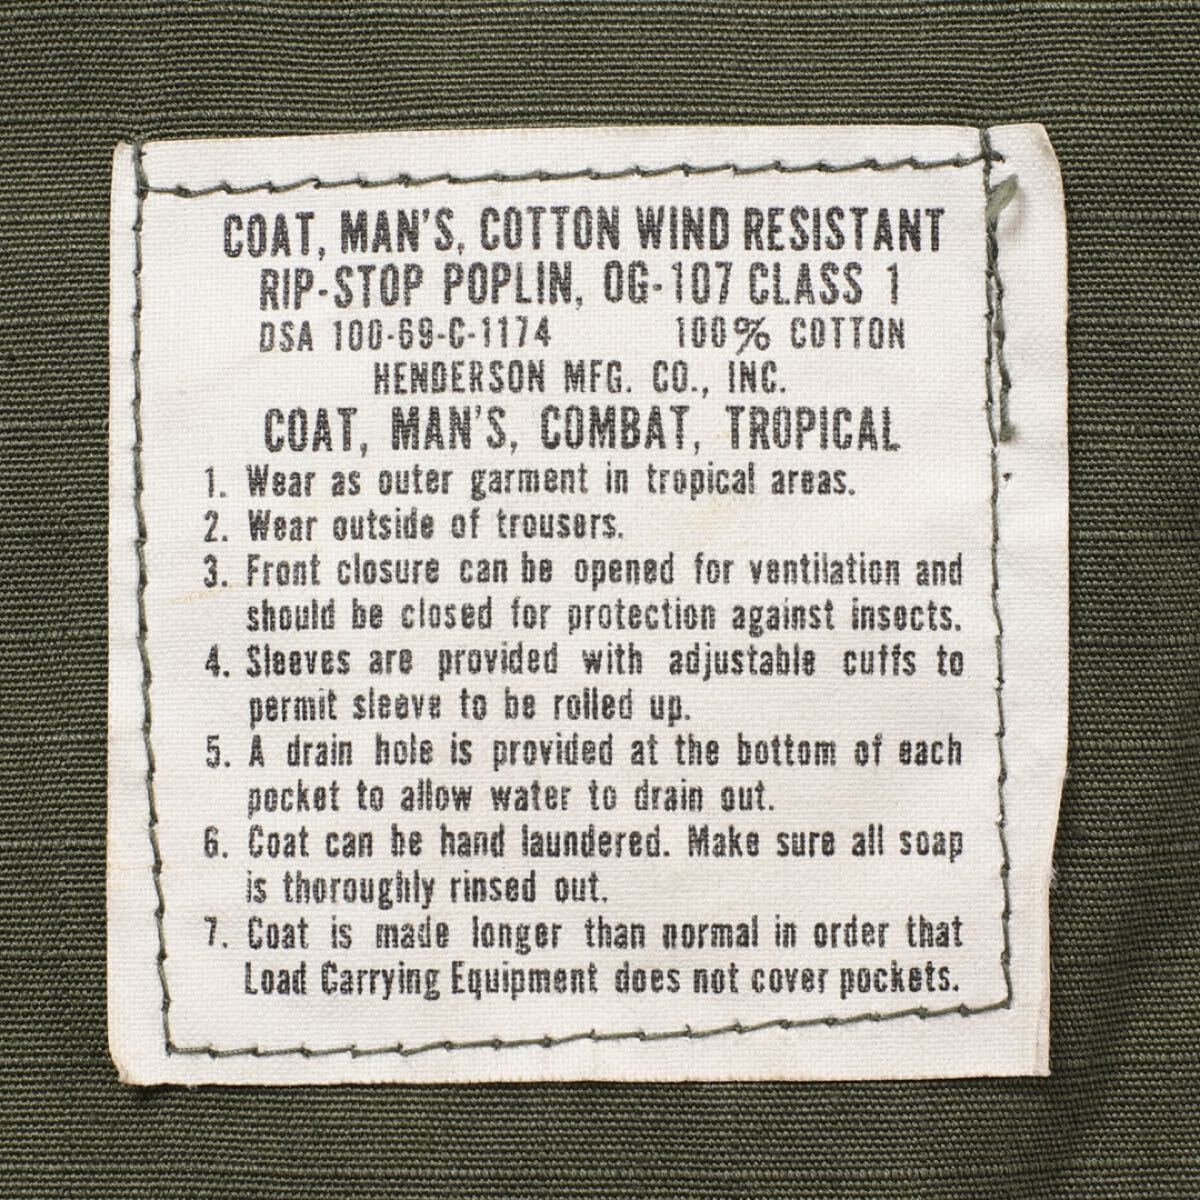 COAT, MAN'S, COTTON WIND RESISTANT
RIP-STOP POPLIN, OG-107 CLASS 1
DSA 100-69-C-1174 100% COTTON
HENDERSON MFG. CO., INC.
COAT, MAN'S, COMBAT, TROPICAL
1. Wear as outer garment in tropical areas.
2. Wear outside of trousers.
3. Front closure can be opened for ventilation and
should be closed for protection against insects.
4. Sleeves are provided with adjustable cuffs to
permit sleeve to be rolled up.
5. A drain hole is provided at the bottom of each
pocket to allow water to drain out.
6. Coat can be hand laundered. Make sure all soap
is thoroughly rinsed out.
7. Coat is made longer than normal in order that
Load Carrying Equipment does not cover pockets.